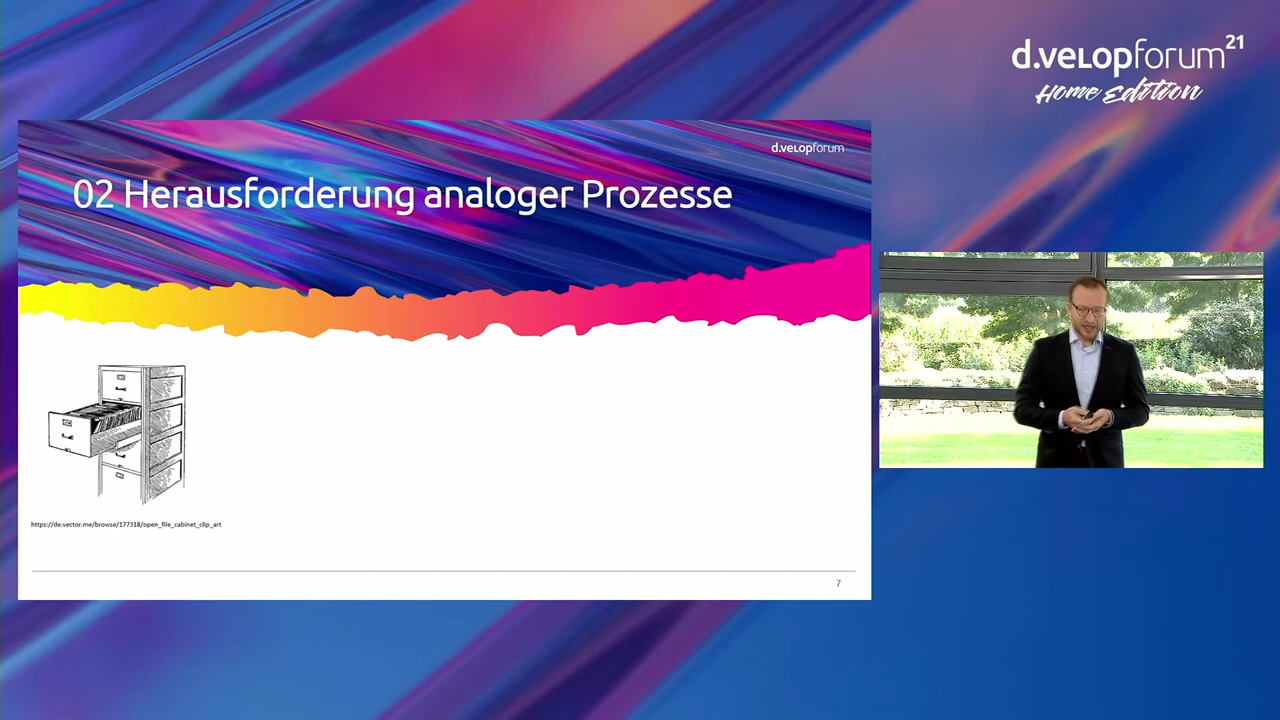 d.velopforum21
Home Edition
d.velopforum
02 Herausforderung analoger Prozesse
https://de.vector.me/browse/177318/open_file_cabinet_clip_art
7